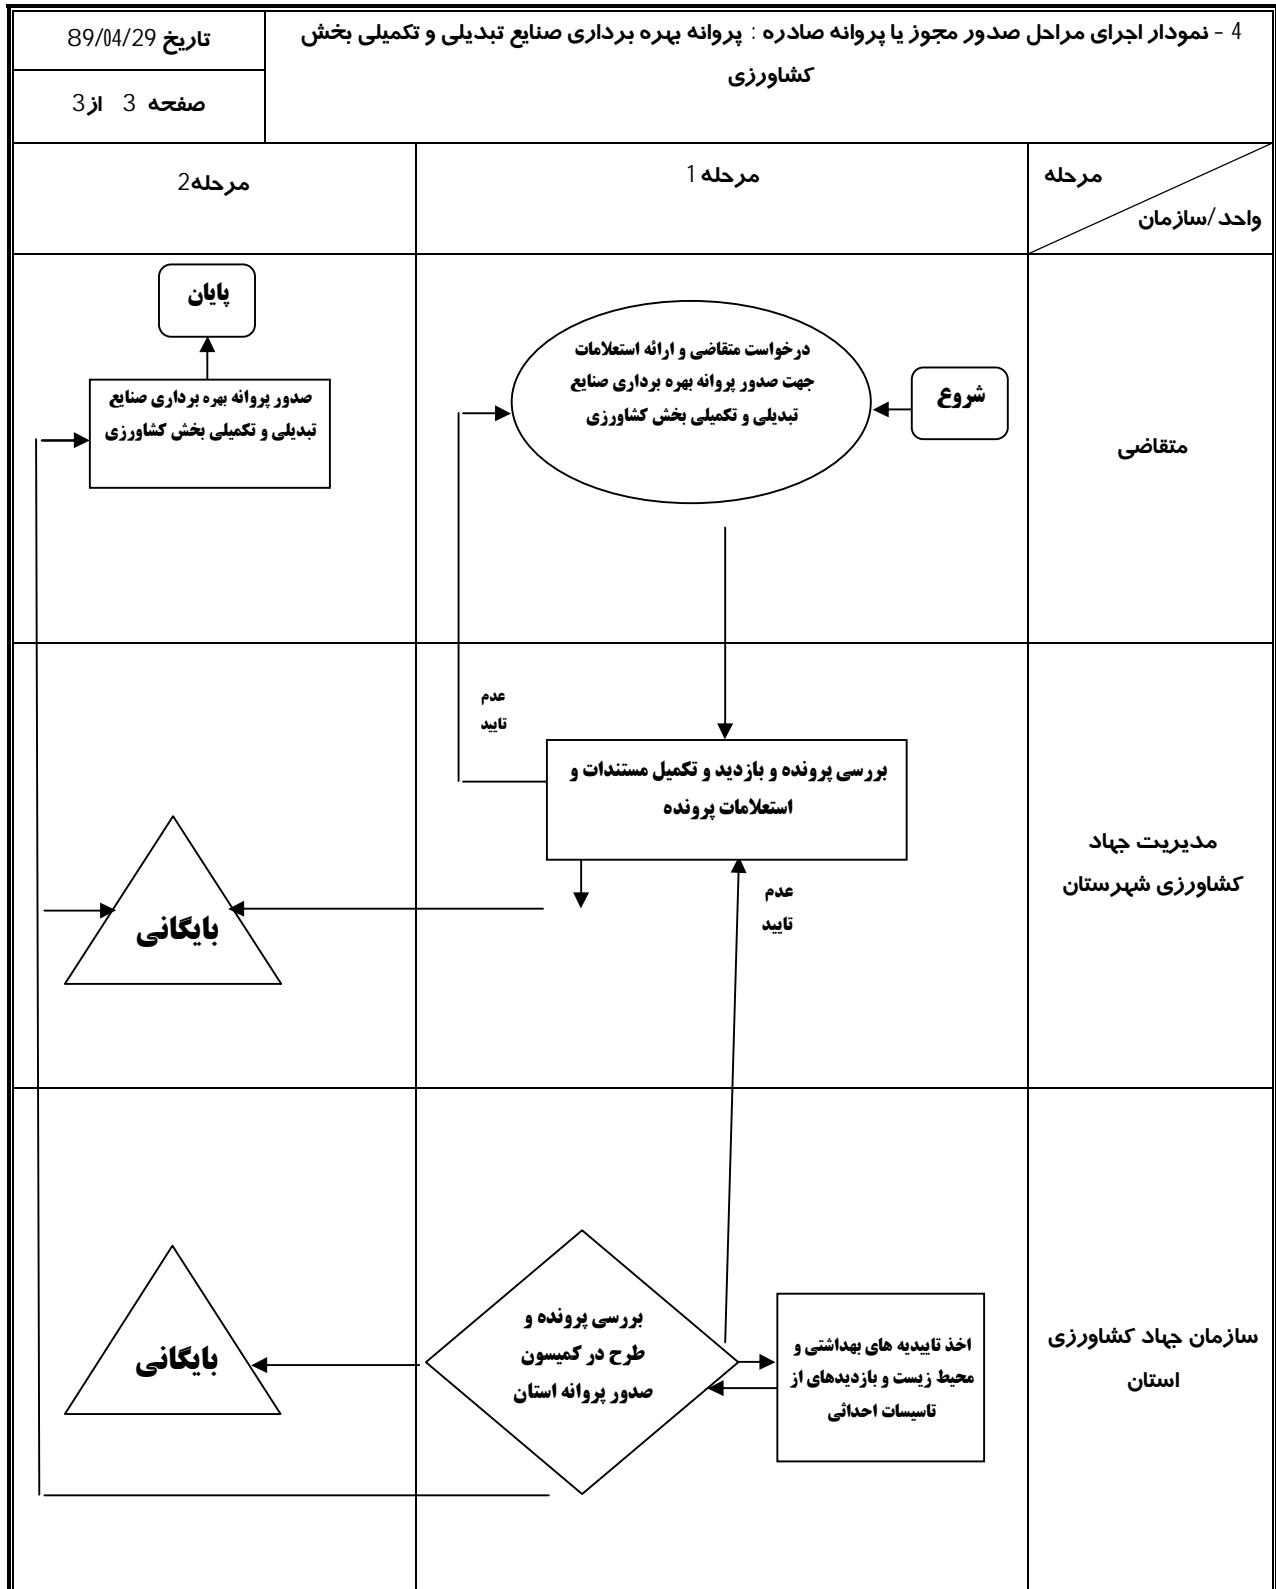 4 - نمودار اجرای مراحل صدور مجوز یا پروانه صادره : پروانه بهره برداری صنایع تبدیلی و تکمیلی بخش
کشاورزی
تاریخ 89/04/29
صفحه 3 از 3
مرحله
واحد/سازمان
مرحله 1
مرحله2
متقاضی
شروع
درخواست متقاضی و ارائه استعلامات
جهت صدور پروانه بهره برداری صنایع
تبدیلی و تکمیلی بخش کشاورزی
پایان
صدور پروانه بهره برداری صنایع
تبدیلی و تکمیلی بخش کشاورزی
مدیریت جهاد
کشاورزی شهرستان
عدم
تایید
بررسی پرونده و بازدید و تکمیل مستندات و
استعلامات پرونده
عدم
تایید
بایگانی
سازمان جهاد کشاورزی
استان
اخذ تاییدیه های بهداشتی و
محیط زیست و بازدیدهای از
تاسیسات احداثی
بررسی پرونده و
طرح در کمیسون
صدور پروانه استان
بایگانی